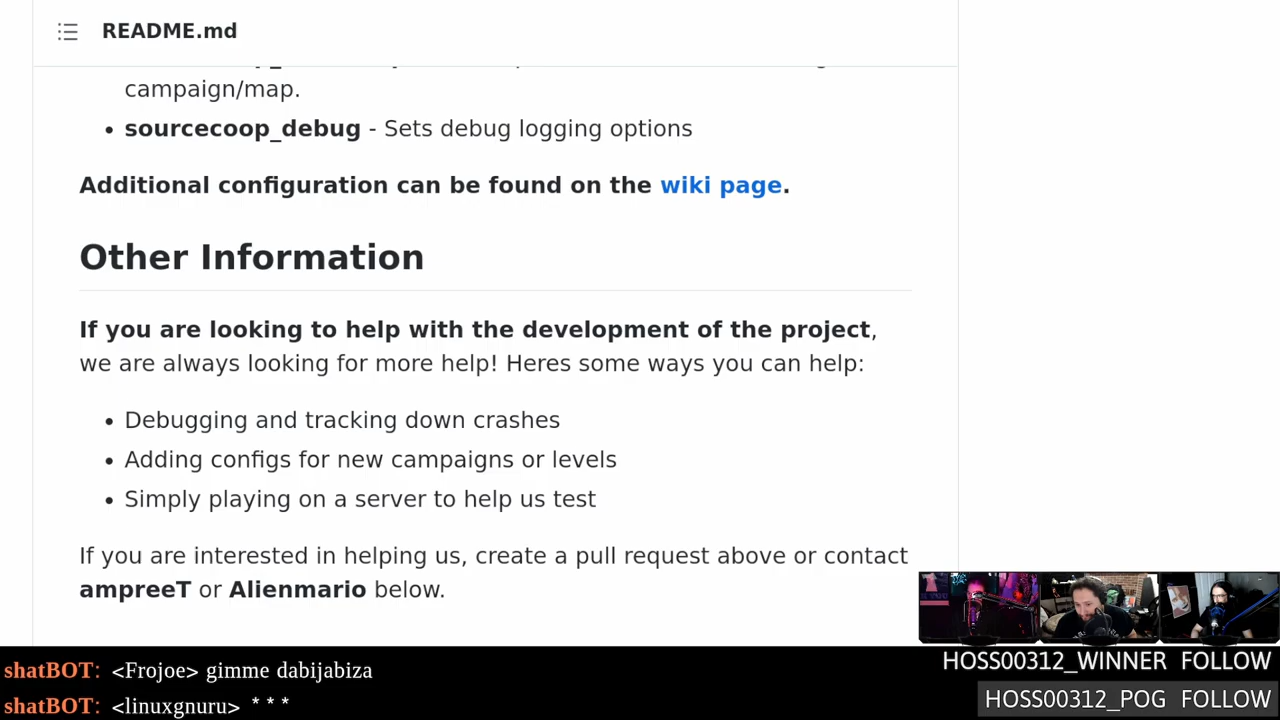 README.md
campaign/map.
• sourcecoop_debug - Sets debug logging options
Additional configuration can be found on the wiki page.
Other Information
If you are looking to help with the development of the project,
we are always looking for more help! Heres some ways you can help:
• Debugging and tracking down crashes
• Adding configs for new campaigns or levels
• Simply playing on a server to help us test
If you are interested in helping us, create a pull request above or contact
ampreeT or Alienmario below.
shatBOT: <Frojoe> gimme dabijabiza
shatBOT: <linuxgnuru> * * *
HOSS00312_WINNER FOLLOW
HOSS00312_POG FOLLOW